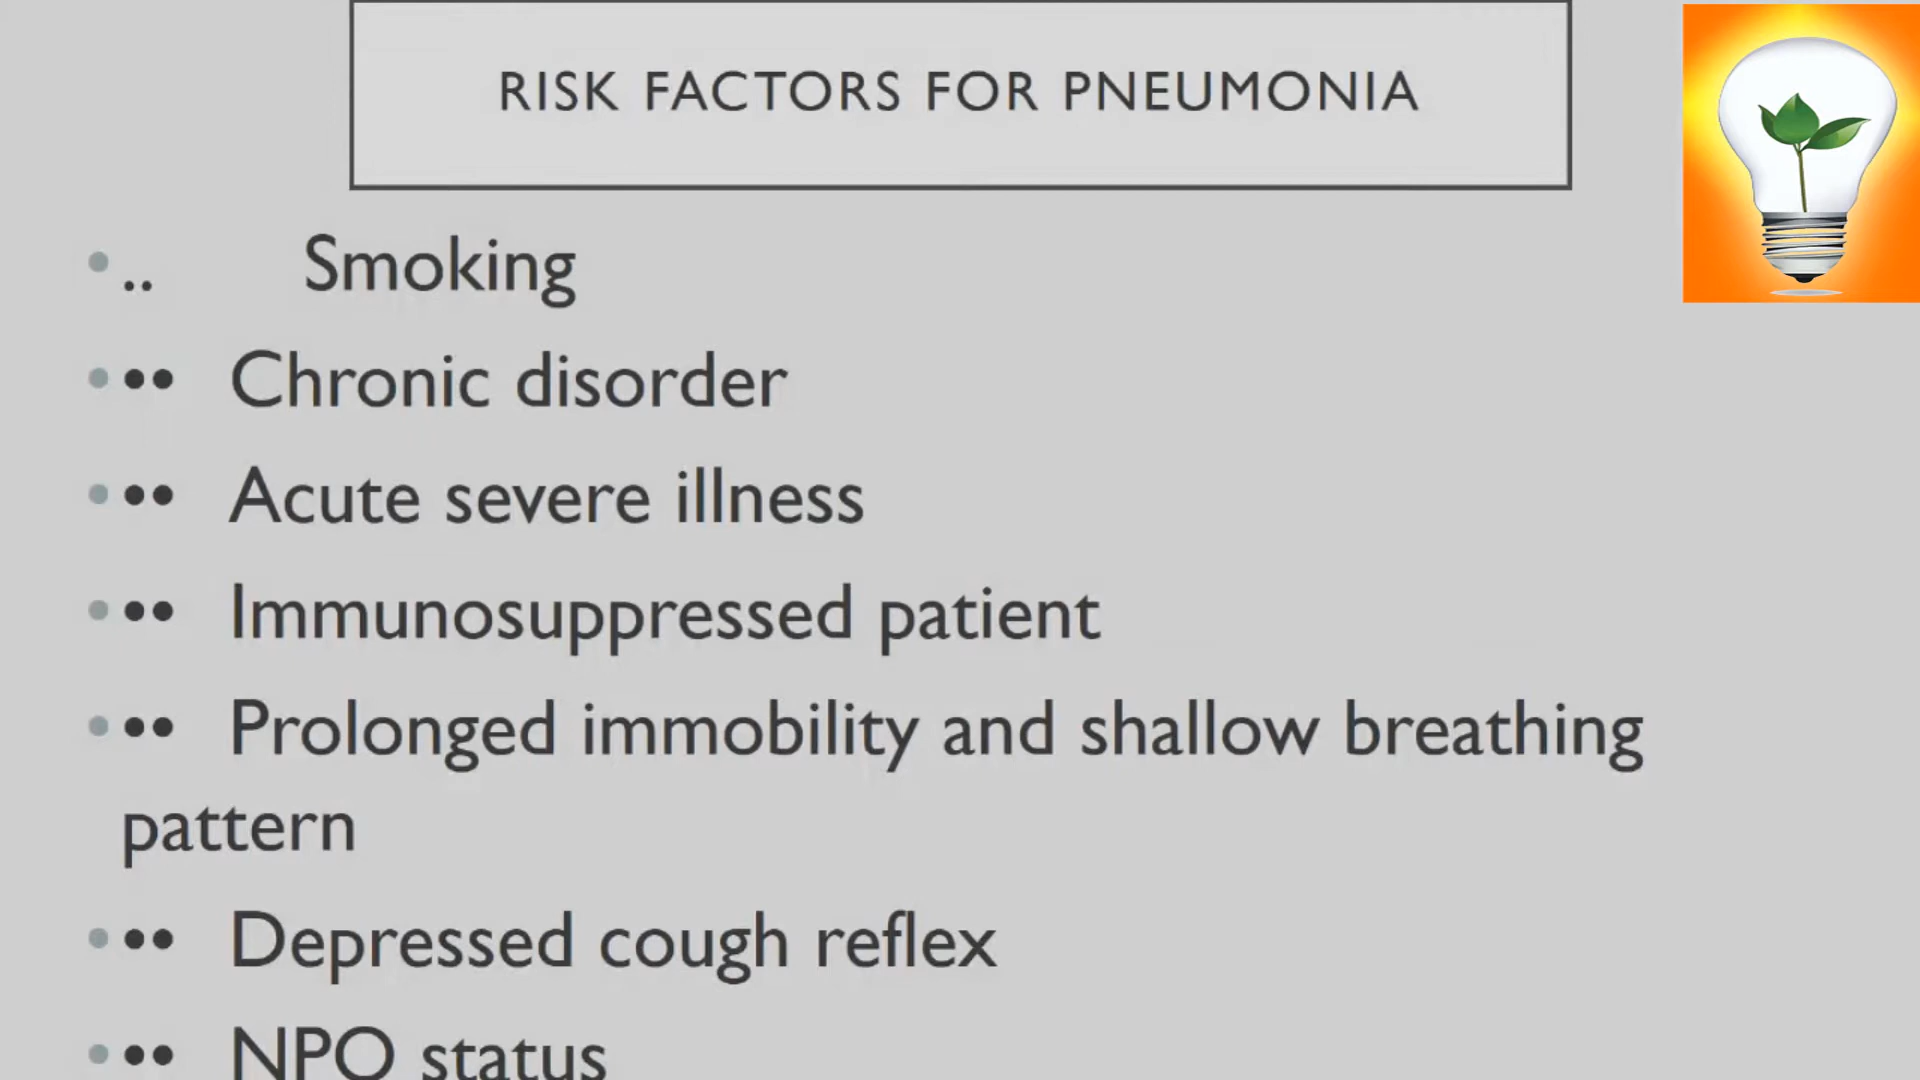 RISK FACTORS FOR PNEUMONIA
• .. Smoking
• •• Chronic disorder
• •• Acute severe illness
• •• Immunosuppressed patient
• •• Prolonged immobility and shallow breathing
pattern
• •• Depressed cough reflex
• •• NPO status